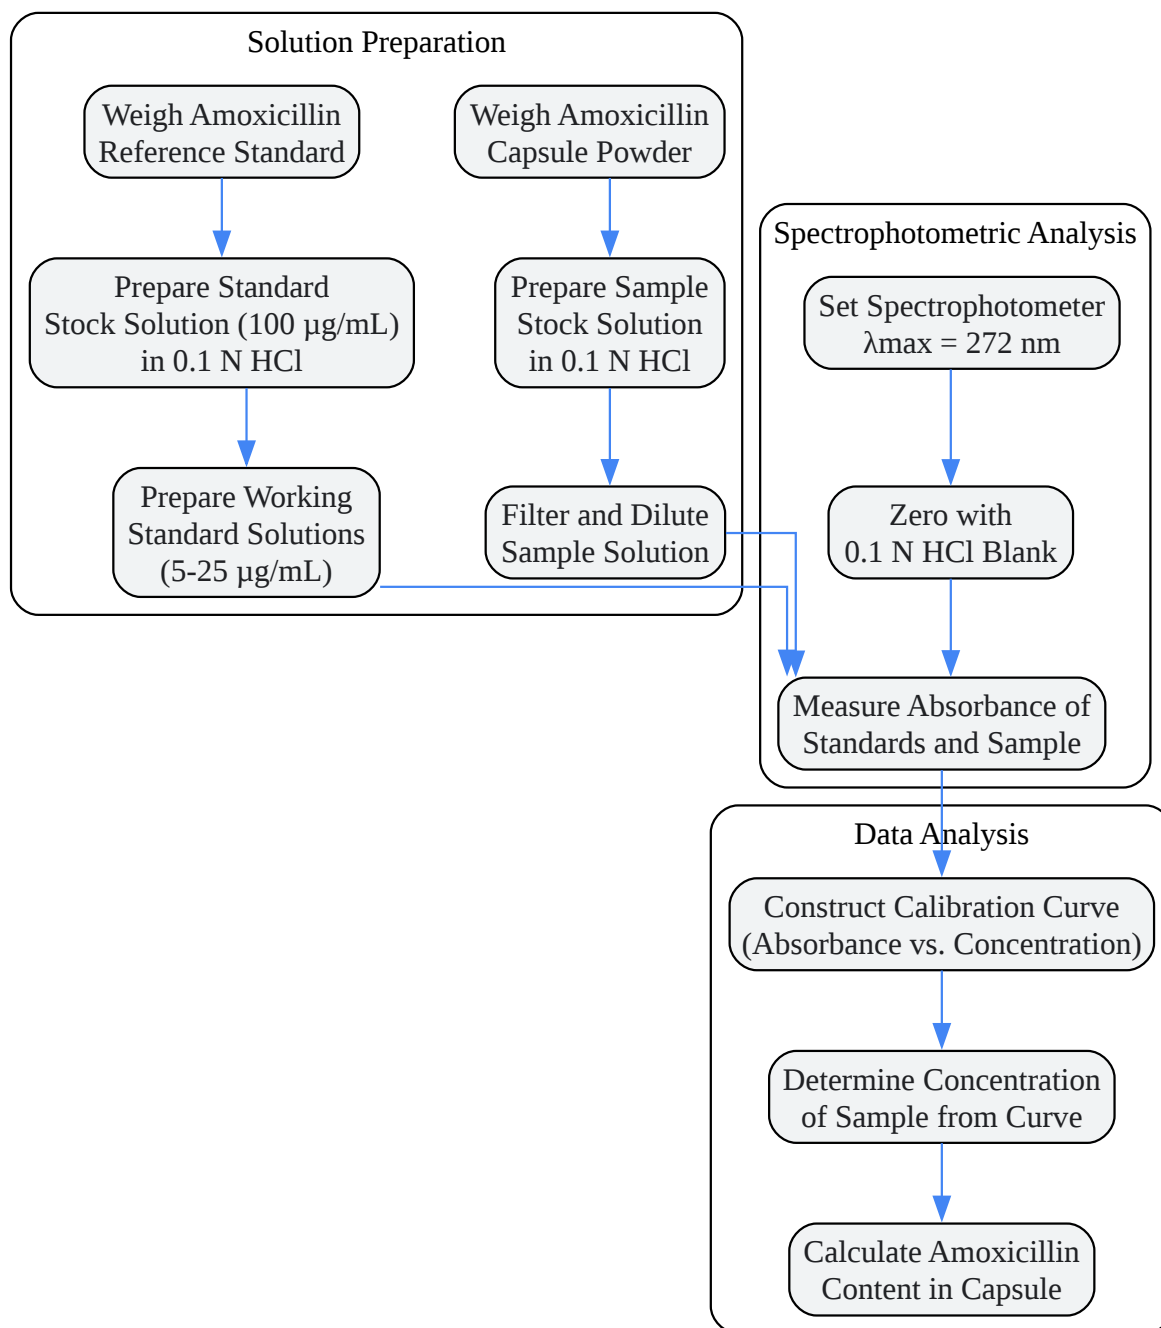 Solution Preparation
Weigh Amoxicillin
Reference Standard
Weigh Amoxicillin
Capsule Powder
Prepare Standard
Stock Solution (100 µg/mL)
in 0.1 N HCl
Prepare Sample
Stock Solution
in 0.1 N HCl
Prepare Working
Standard Solutions
(5-25 µg/mL)
Filter and Dilute
Sample Solution
Spectrophotometric Analysis
Set Spectrophotometer
λmax = 272 nm
Zero with
0.1 N HCl Blank
Measure Absorbance of
Standards and Sample
Data Analysis
Construct Calibration Curve
(Absorbance vs. Concentration)
Determine Concentration
of Sample from Curve
Calculate Amoxicillin
Content in Capsule